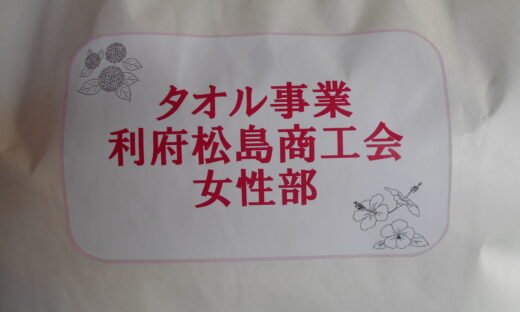 タオル事業
利府松島商工会
女性部